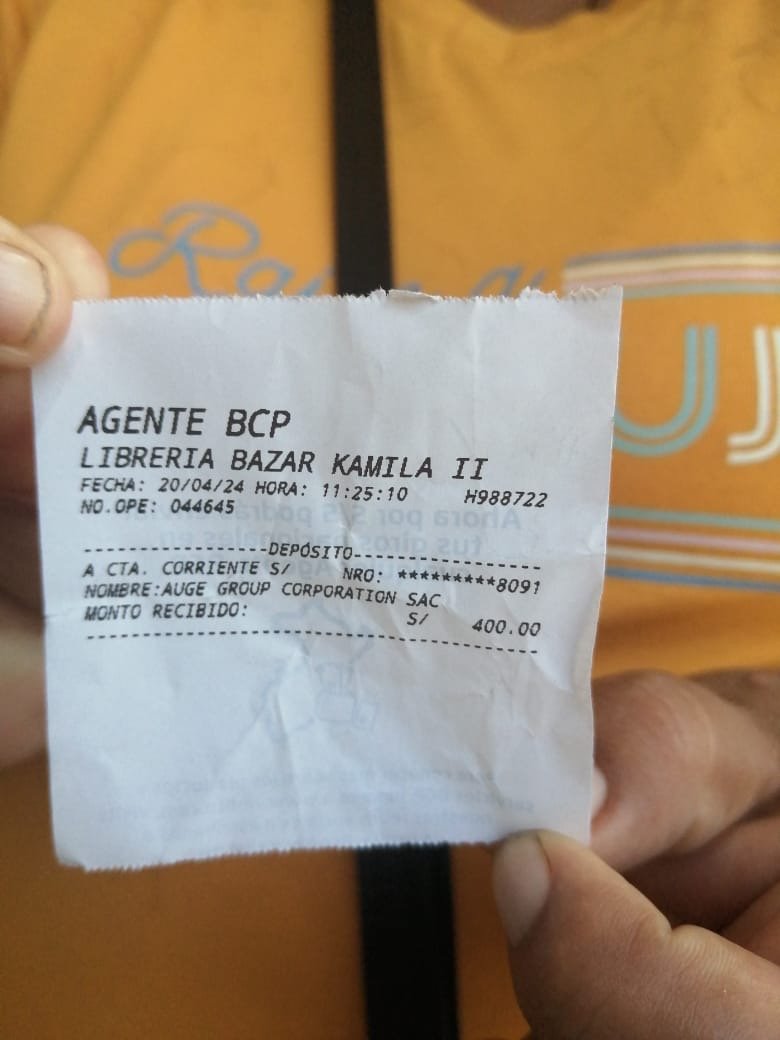 AGENTE BCP
LIBRERIA BAZAR KAMILA II
FECHA: 20/04/24 HORA: 11:25:10 H988722
NO.OPE: 044645
------------------DEPÓSITO------------------
A CTA. CORRIENTE S/ NRO: *********8091
NOMBRE:AUGE GROUP CORPORATION SAC
MONTO RECIBIDO: S/ 400.00
--------------------------------------------